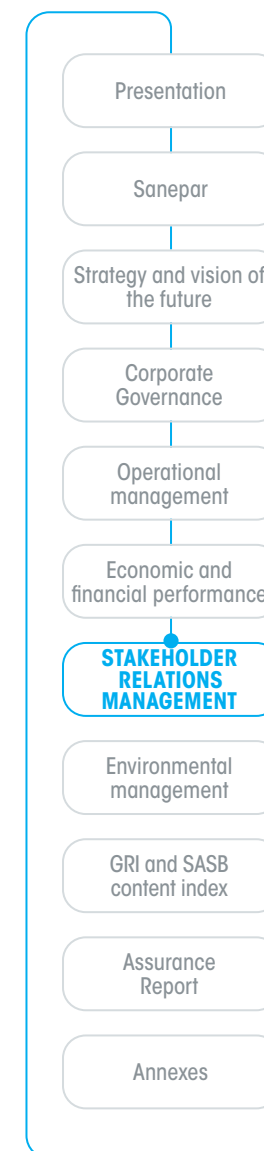 Presentation
Sanepar
Strategy and vision of
the future
Corporate
Governance
Operational
management
Economic and
financial performance
STAKEHOLDER
RELATIONS
MANAGEMENT
Environmental
management
GRI and SASB
content index
Assurance
Report
Annexes